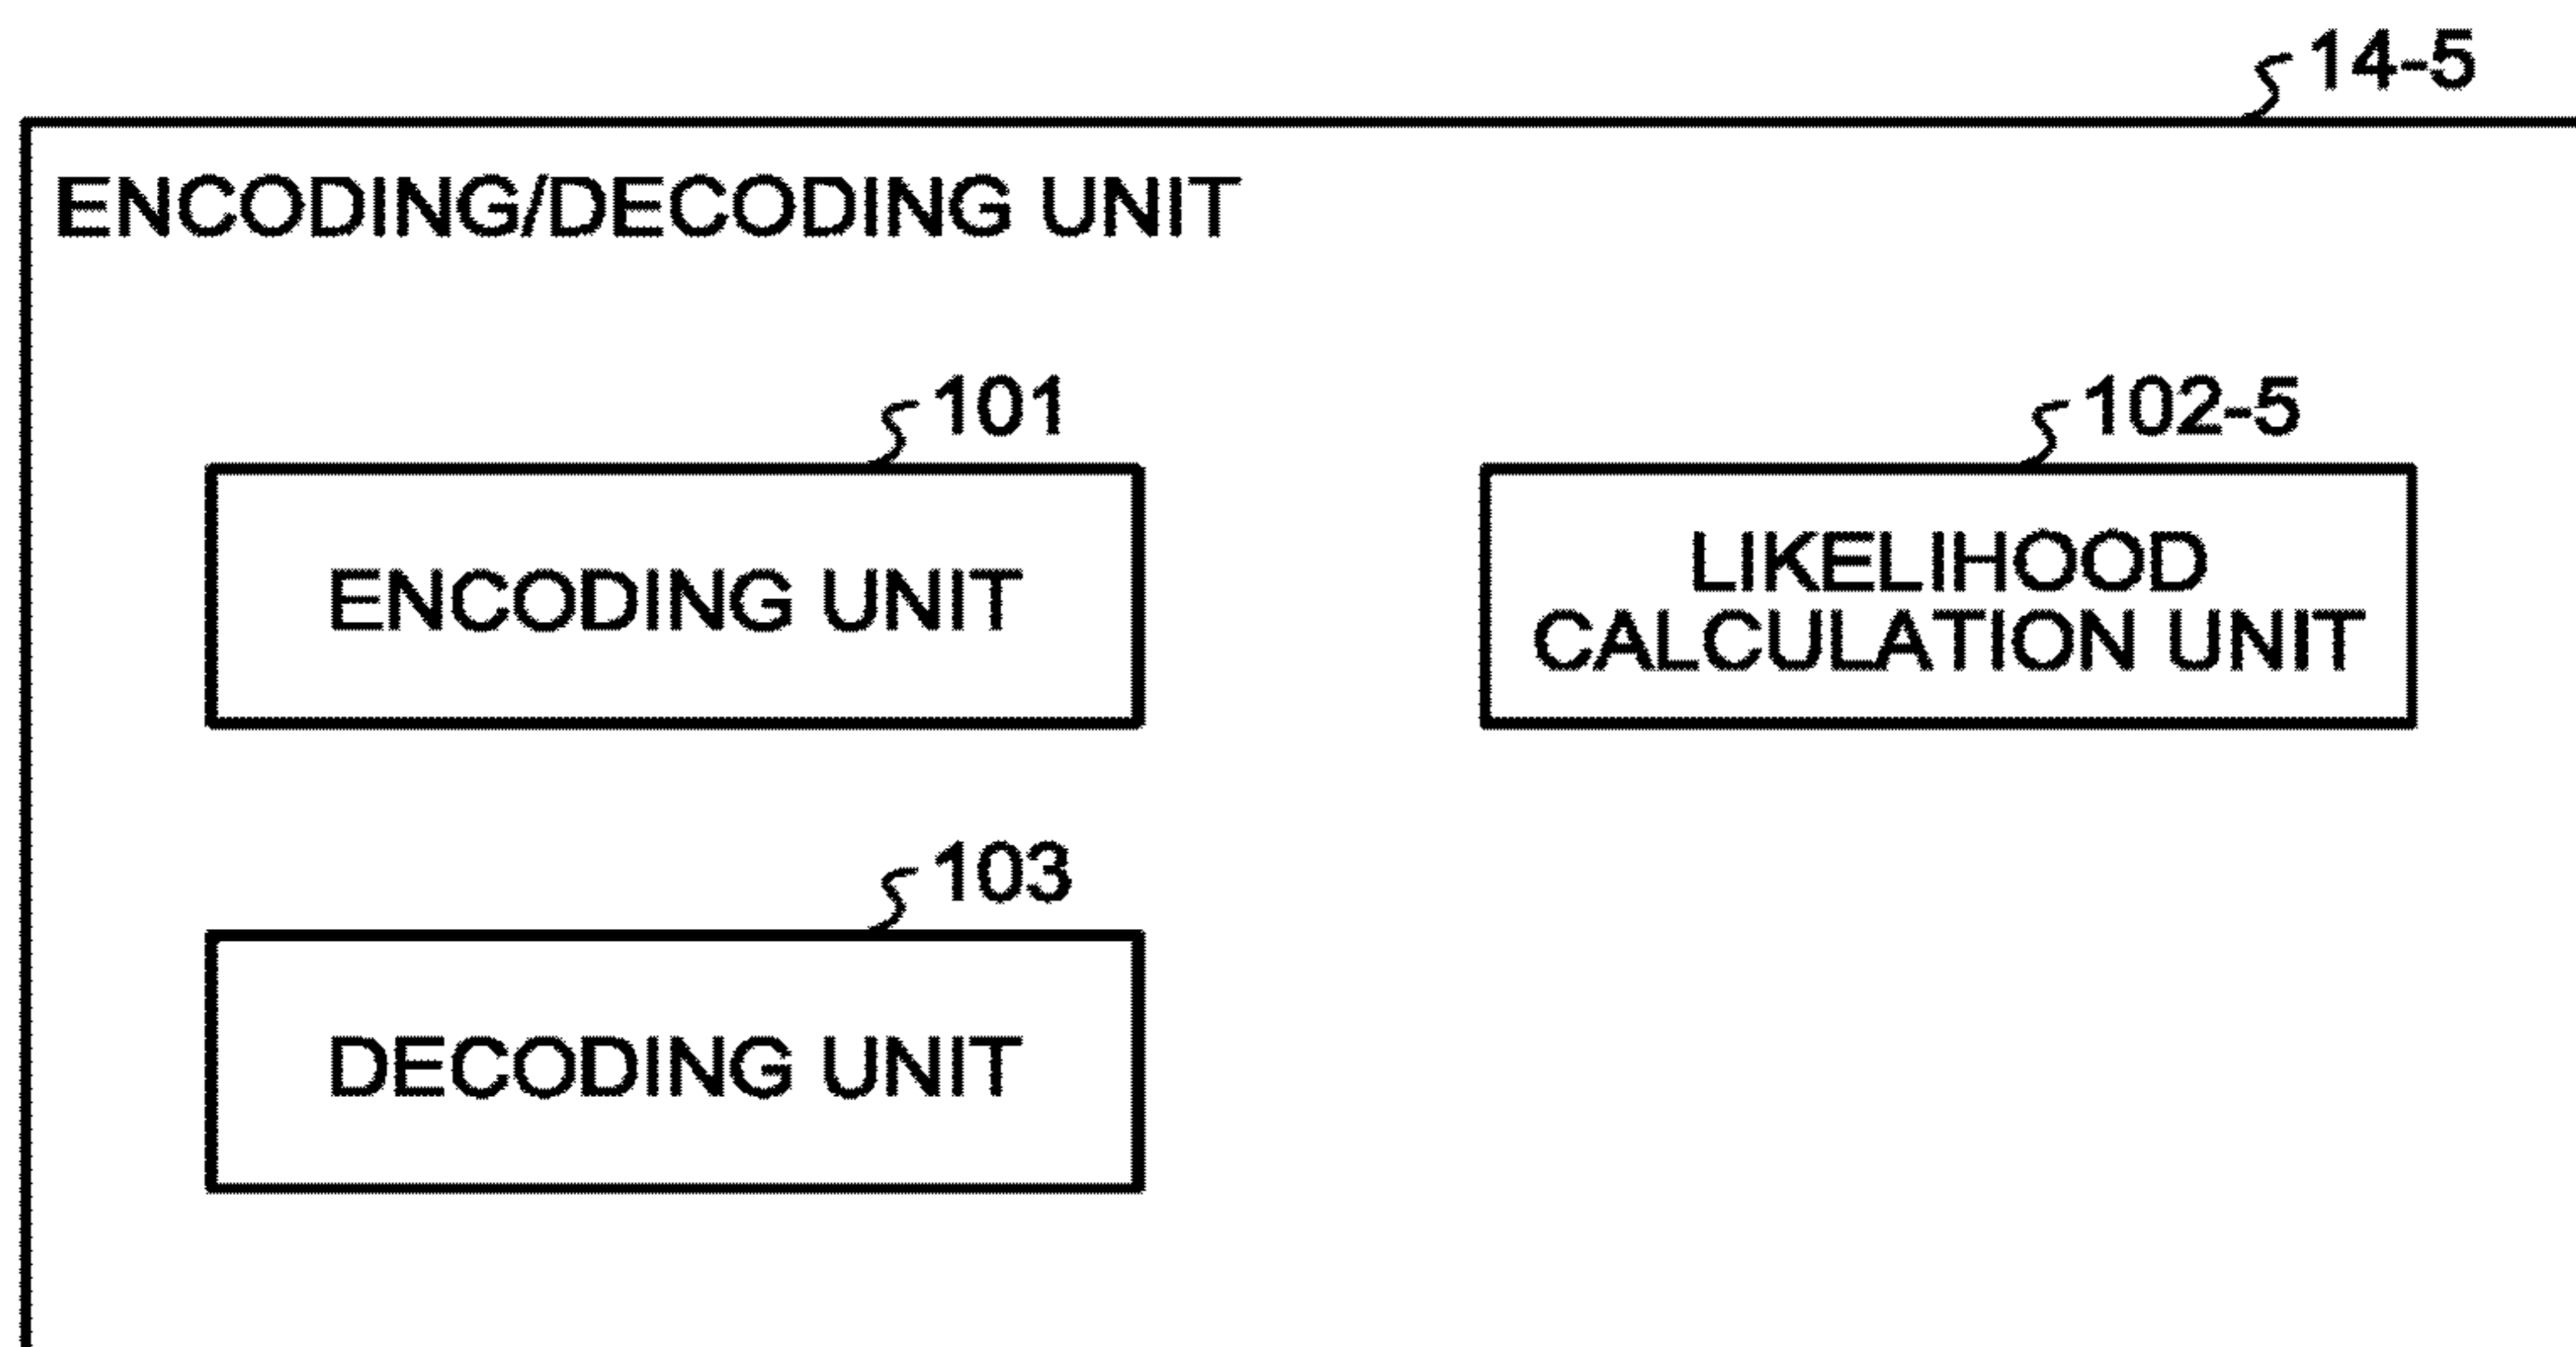 14-5
ENCODING/DECODING UNIT
101
ENCODING UNIT
102-5
LIKELIHOOD
CALCULATION UNIT
103
DECODING UNIT